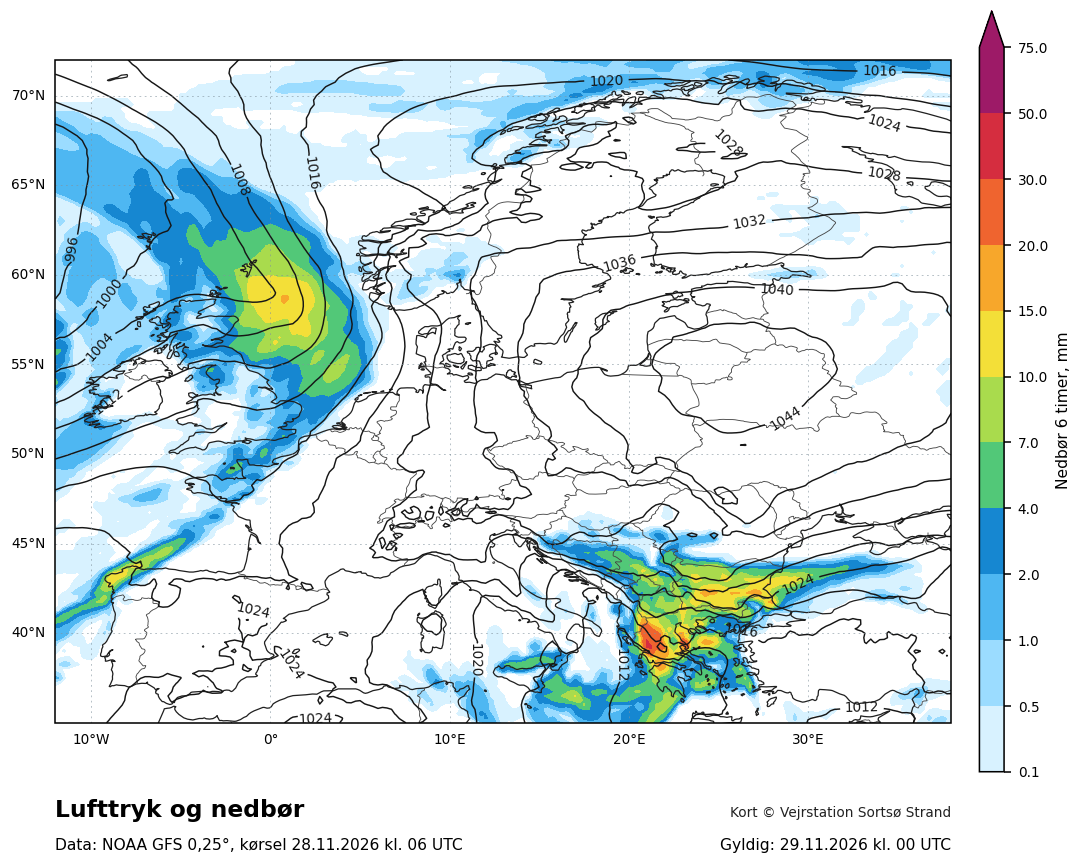 75.0
50.0
30.0
20.0
15.0
10.0
7.0
4.0
2.0
1.0
0.5
0.1
Nedbør 6 timer, mm
70°N
65°N
60°N
55°N
50°N
45°N
40°N
10°W
0°
10°E
20°E
30°E
1016
1020
1024
1028
1028
1008
1016
996
1000
1004
1012
1032
1036
1040
1044
1024
1024
1024
1020
1012
1016
1024
1012
Lufttryk og nedbør
Kort © Vejrstation Sortsø Strand
Data: NOAA GFS 0,25°, kørsel 28.11.2026 kl. 06 UTC
Gyldig: 29.11.2026 kl. 00 UTC